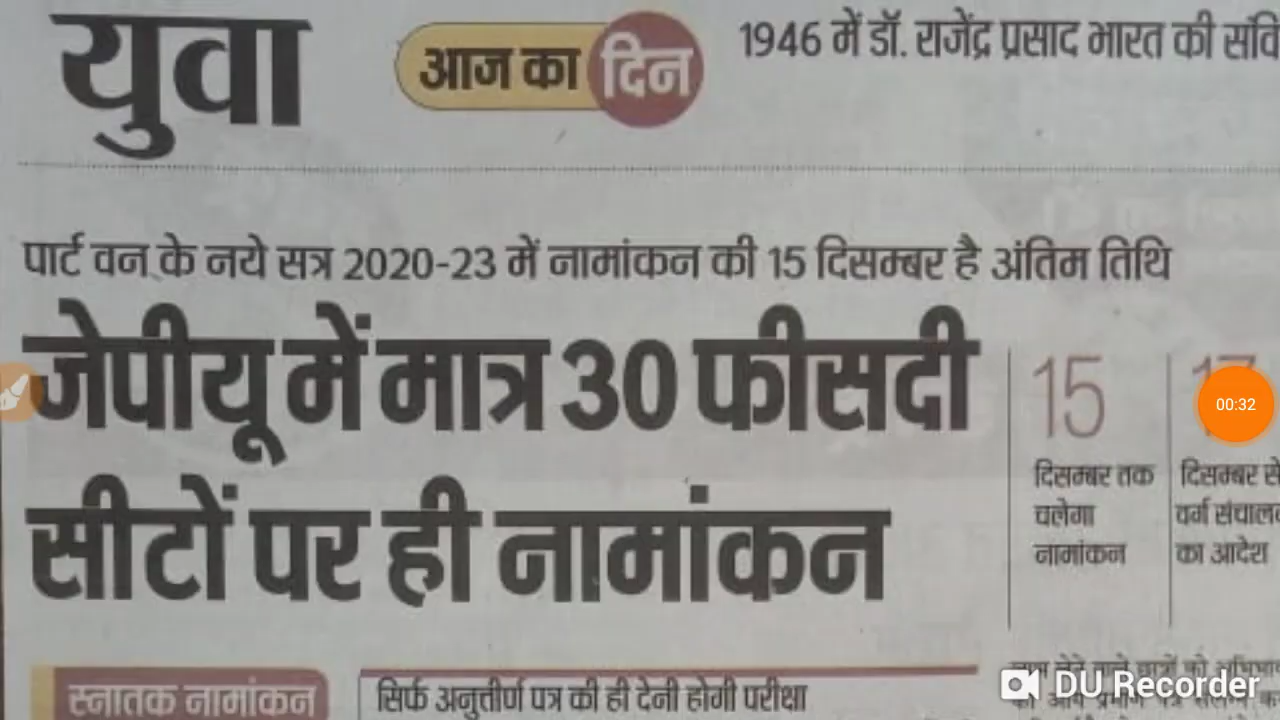 युवा
आज का दिन
1946 में डॉ. राजेंद्र प्रसाद भारत की संवि
पार्ट वन के नये सत्र 2020-23 में नामांकन की 15 दिसम्बर है अंतिम तिथि
जेपीयू में मात्र 30 फीसदी
सीटों पर ही नामांकन
15
दिसम्बर तक
चलेगा
नामांकन
दिसम्बर से
वर्ग संचालन
का आदेश
00:32
स्नातक नामांकन
सिर्फ अनुत्तीर्ण पत्र की ही देनी होगी परीक्षा
DU Recorder